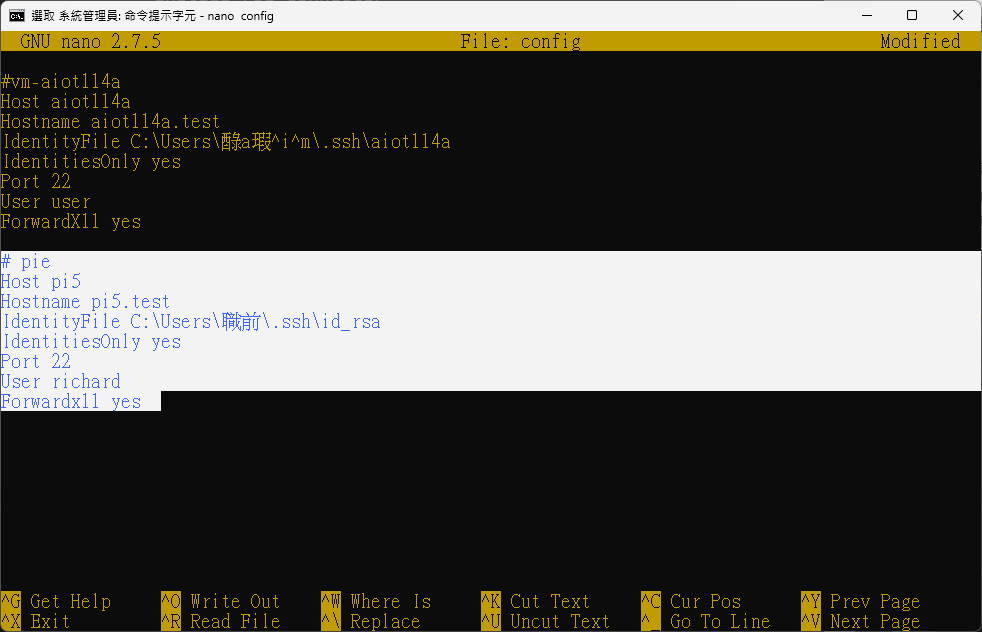 選取 系統管理員: 命令提示字元 - nano config
GNU nano 2.7.5 File: config Modified
#vm-aiot114a
Host aiot114a
Hostname aiot114a.test
IdentityFile C:\Users\醁a瑕^i^m\.ssh\aiot114a
IdentitiesOnly yes
Port 22
User user
ForwardX11 yes
# pie
Host pi5
Hostname pi5.test
IdentityFile C:\Users\職前\.ssh\id_rsa
IdentitiesOnly yes
Port 22
User richard
Forwardx11 yes
^G Get Help ^O Write Out ^W Where Is ^K Cut Text ^C Cur Pos ^Y Prev Page
^X Exit ^R Read File ^\ Replace ^U Uncut Text ^_ Go To Line ^V Next Page